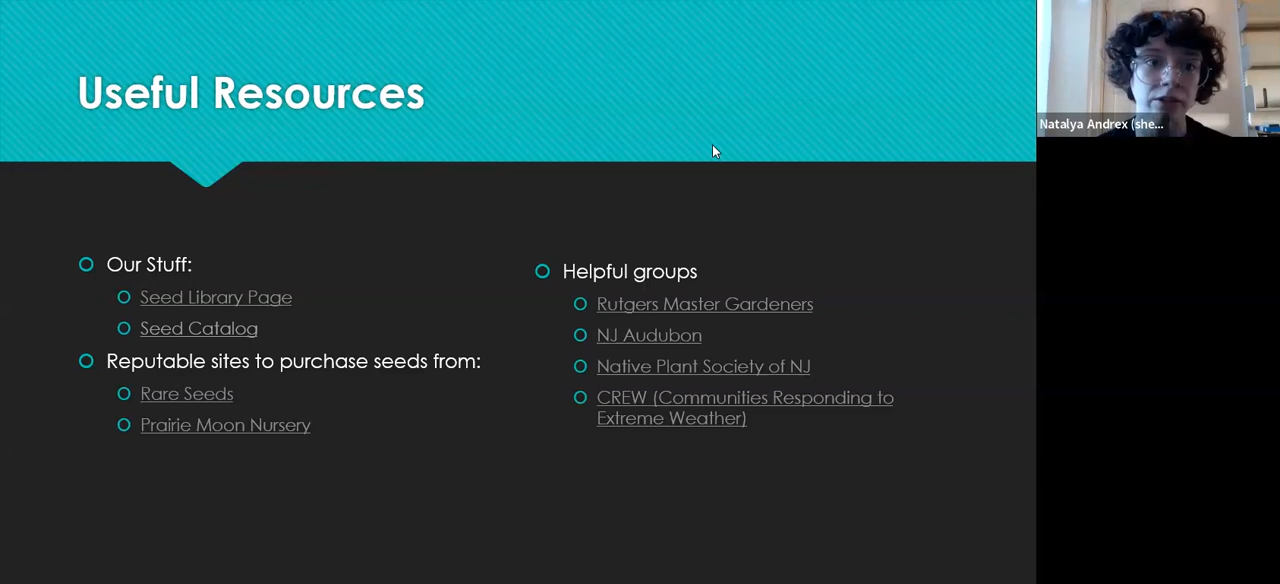 Useful Resources
Our Stuff:
Seed Library Page
Seed Catalog
Reputable sites to purchase seeds from:
Rare Seeds
Prairie Moon Nursery
Helpful groups
Rutgers Master Gardeners
NJ Audubon
Native Plant Society of NJ
CREW (Communities Responding to
Extreme Weather)
Natalya Andrex (she...